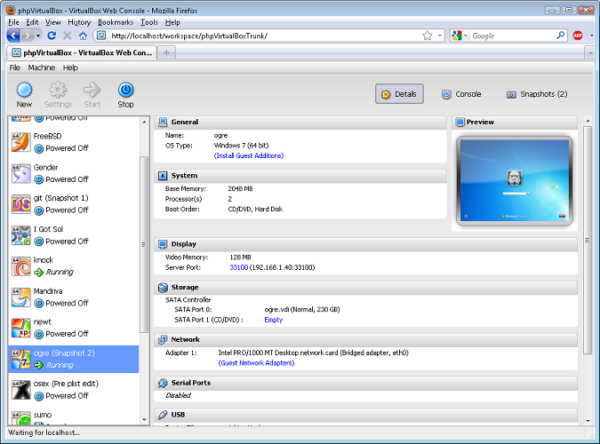 phpVirtualBox - VirtualBox Web Console - Mozilla Firefox
File Edit View History Bookmarks Tools Help
http://localhost/workspace/phpVirtualBoxTrunk/
Google
ABP
phpVirtualBox - VirtualBox Web Con...
File Machine Help
New Settings Start Stop
Details Console Snapshots (2)
FreeBSD
Powered Off
Gender
Powered Off
git (Snapshot 1)
Powered Off
I Got Sol
Powered Off
knock
Running
Mandriva
Powered Off
newt
Powered Off
ogre (Snapshot 2)
Running
osex (Pre plist edit)
Powered Off
sumo
General
Name: ogre
OS Type: Windows 7 (64 bit)
(Install Guest Additions)
Preview
System
Base Memory: 2048 MB
Processor(s) 2
Boot Order: CD/DVD, Hard Disk
Display
Video Memory: 128 MB
Server Port: 33100 (192.168.1.40:33100)
Storage
SATA Controller
SATA Port 0: ogre.vdi (Normal, 230 GB)
SATA Port 1 (CD/DVD) : Empty
Network
Adapter 1: Intel PRO/1000 MT Desktop network card (Bridged adapter, eth0)
(Guest Network Adapters)
Serial Ports
Disabled
USB
Waiting for localhost...